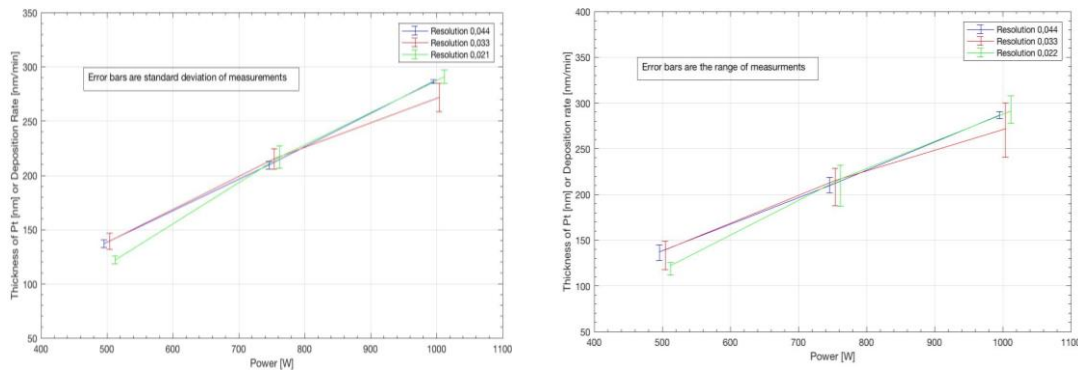 350
300
250
200
150
100
50
Thickness of Pt [nm] or Deposition Rate [nm/min]
Error bars are standard deviation of measurements
Resolution 0,044
Resolution 0,033
Resolution 0,021
400 500 600 700 800 900 1000 1100
Power [W]
400
350
300
250
200
150
100
50
Thickness of Pt [nm] or Deposition rate [nm/min]
Error bars are the range of measurments
Resolution 0,044
Resolution 0,033
Resolution 0,022
400 500 600 700 800 900 1000 1100
Power [W]